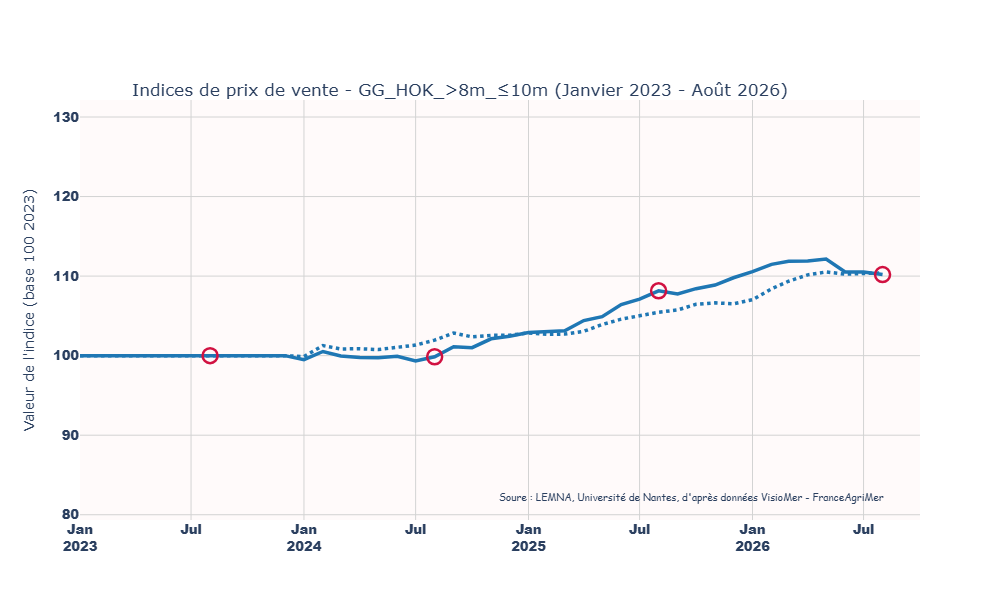 Indices de prix de vente - GG_HOK_>8m_≤10m (Janvier 2023 - Août 2026)
Valeur de l'indice (base 100 2023)
130
120
110
100
90
80
Soure : LEMNA, Université de Nantes, d'après données VisioMer - FranceAgriMer
Jan Jul Jan Jul Jan Jul Jan Jul
2023 2024 2025 2026